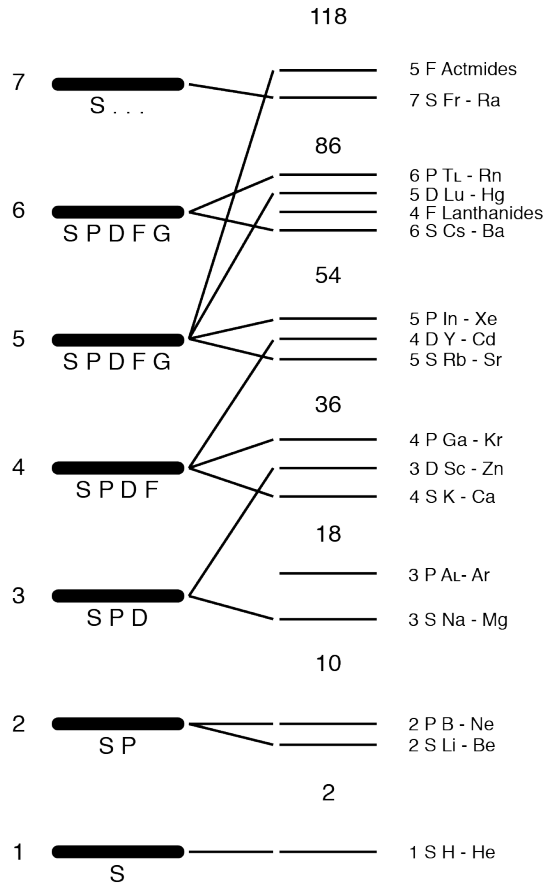 118
7
S . . .
5 F Actmides
7 S Fr - Ra
86
6
S P D F G
6 P TL - Rn
5 D Lu - Hg
4 F Lanthanides
6 S Cs - Ba
54
5
S P D F G
5 P In - Xe
4 D Y - Cd
5 S Rb - Sr
36
4
S P D F
4 P Ga - Kr
3 D Sc - Zn
4 S K - Ca
18
3
S P D
3 P AL- Ar
3 S Na - Mg
10
2
S P
2 P B - Ne
2 S Li - Be
2
1
S
1 S H - He